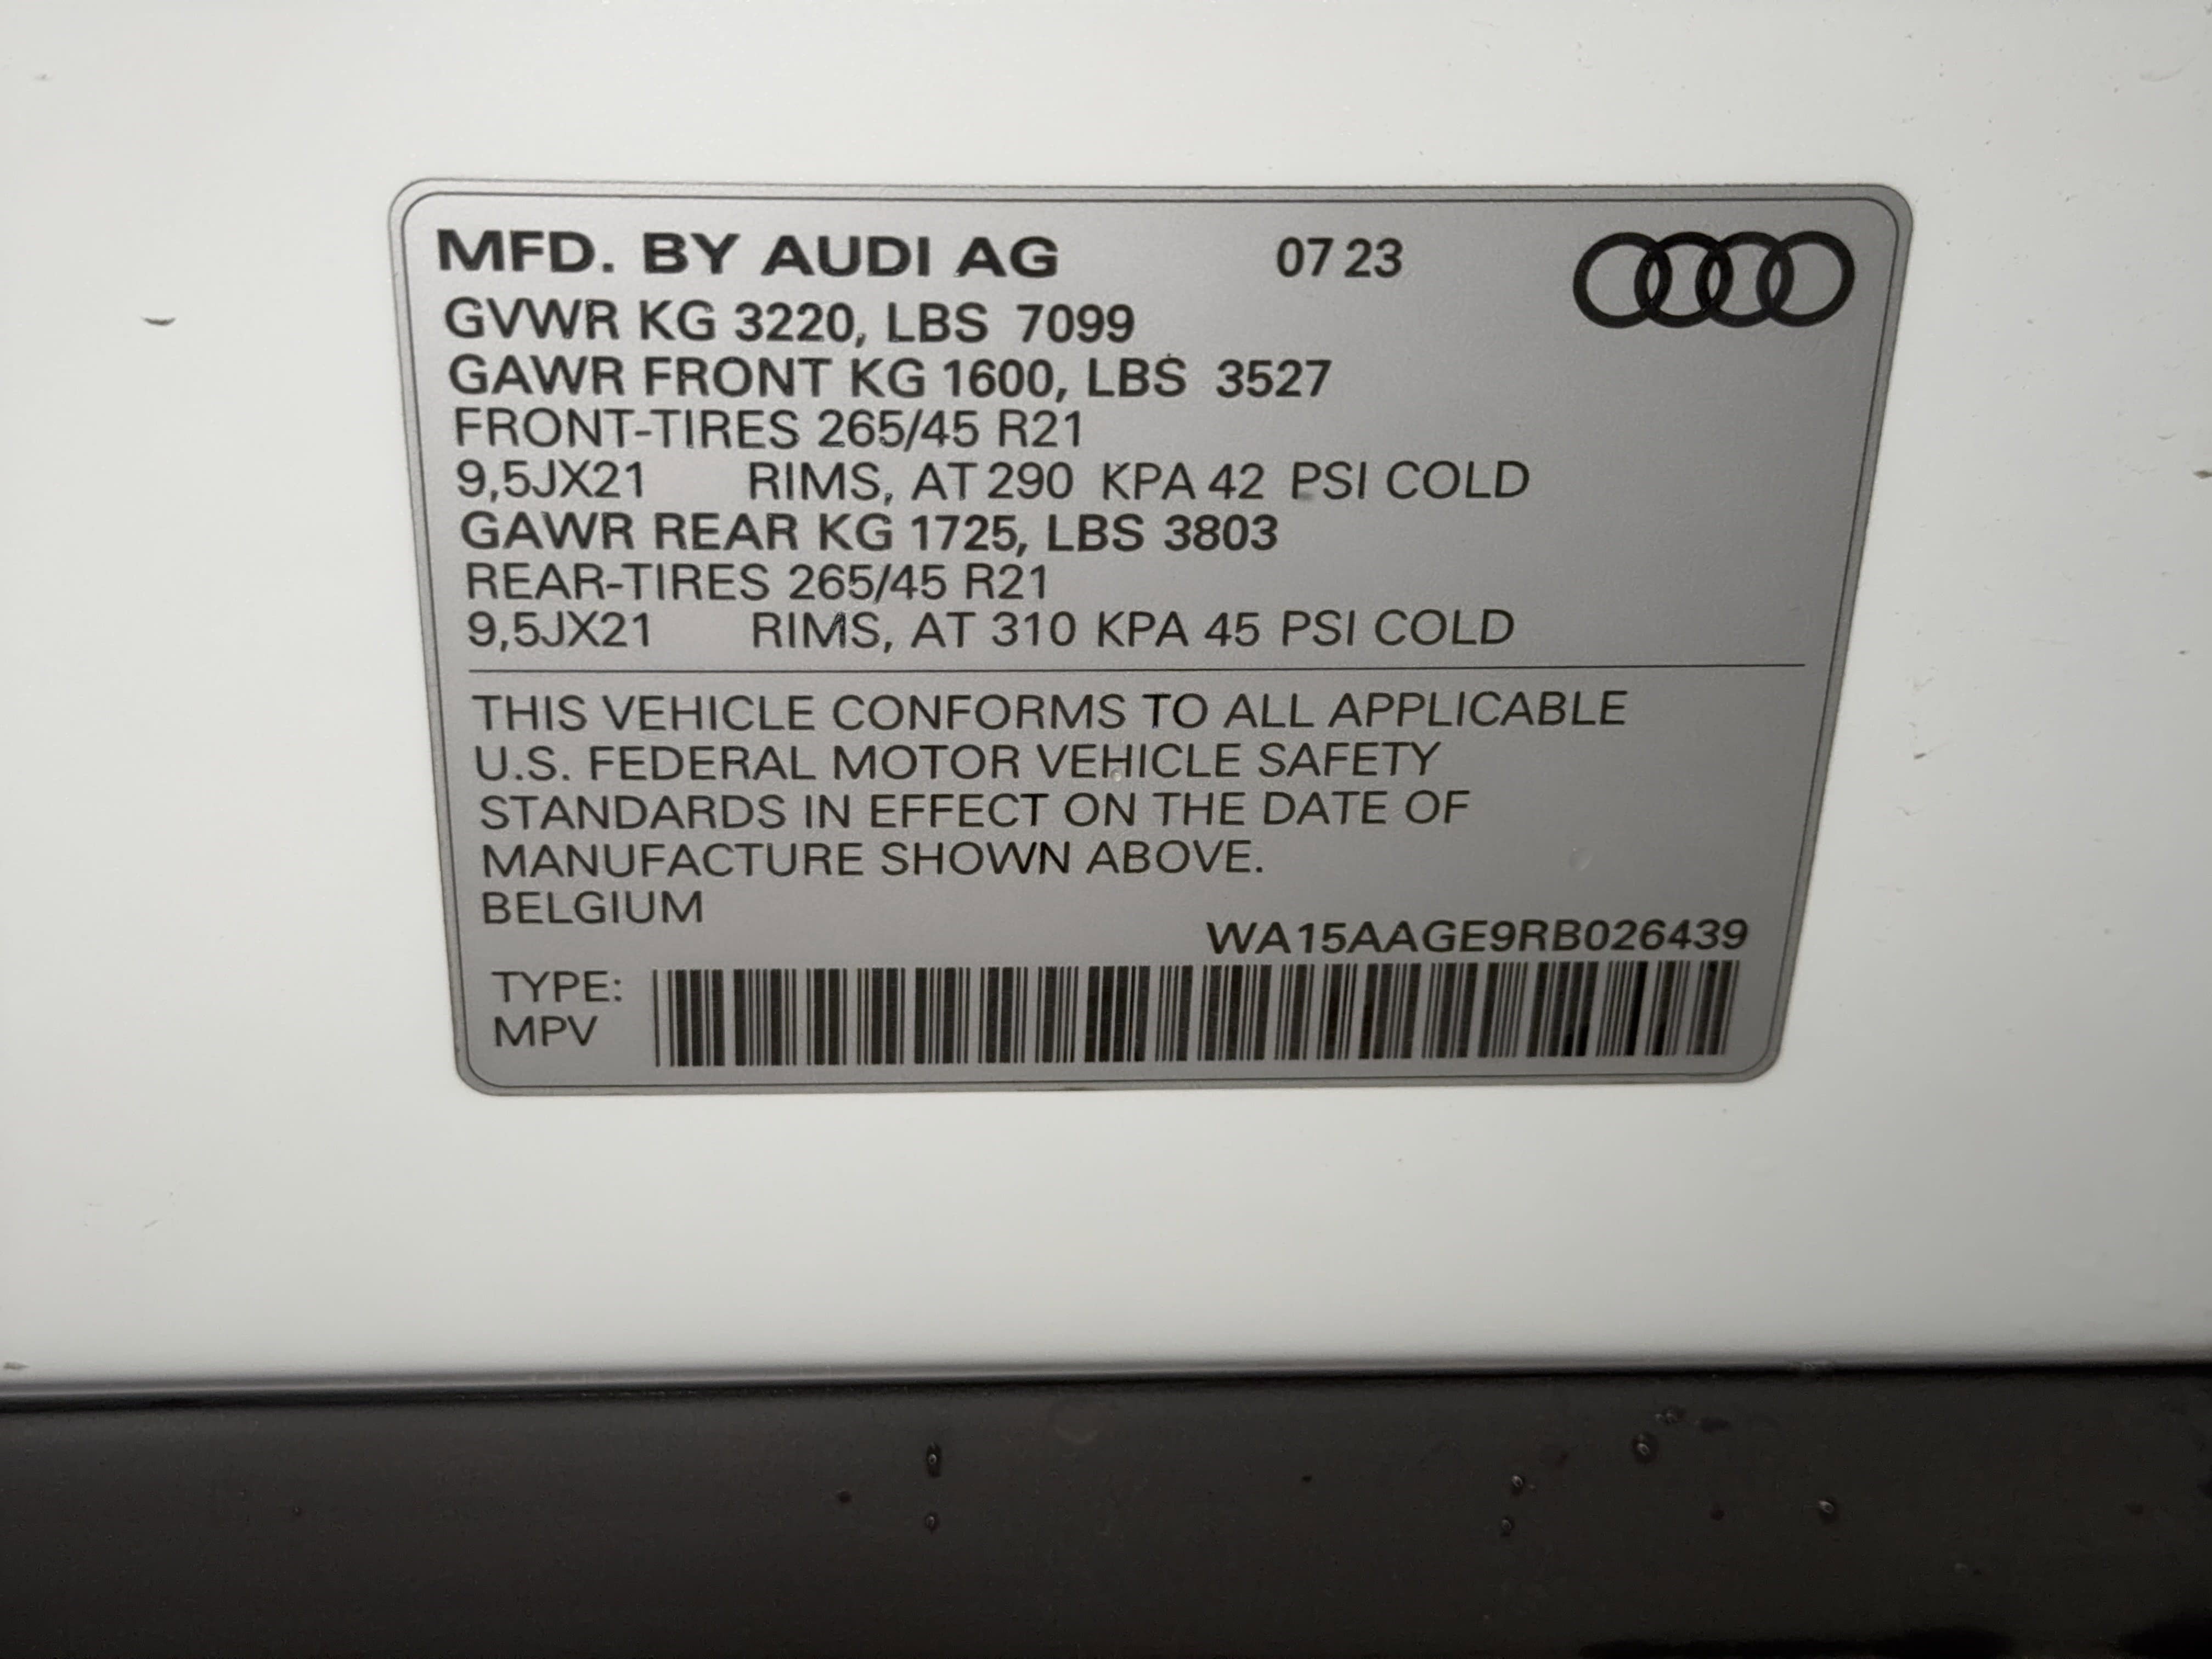 MFD. BY AUDI AG 07 23
GVWR KG 3220, LBS 7099
GAWR FRONT KG 1600, LBS 3527
FRONT-TIRES 265/45 R21
9,5JX21 RIMS, AT 290 KPA 42 PSI COLD
GAWR REAR KG 1725, LBS 3803
REAR-TIRES 265/45 R21
9,5JX21 RIMS, AT 310 KPA 45 PSI COLD
THIS VEHICLE CONFORMS TO ALL APPLICABLE
U.S. FEDERAL MOTOR VEHICLE SAFETY
STANDARDS IN EFFECT ON THE DATE OF
MANUFACTURE SHOWN ABOVE.
BELGIUM
WA15AAGE9RB026439
TYPE:
MPV